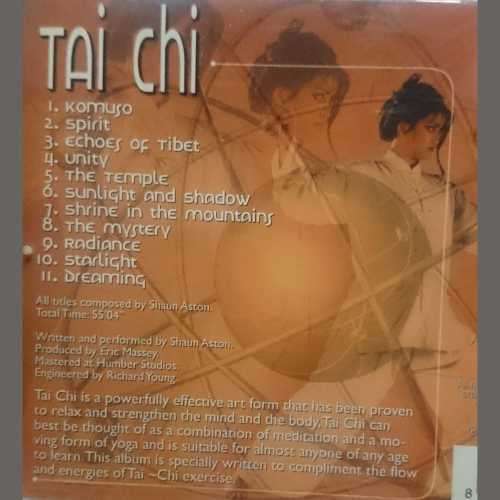 Tai Chi
1. Komuso
2. Spirit
3. Echoes of Tibet
4. Unity
5. The Temple
6. Sunlight and Shadow
7. Shrine in the Mountains
8. The Mystery
9. Radiance
10. Starlight
11. Dreaming
All titles composed by Shaun Aston.
Total Time: 55'04"
Written and performed by Shaun Aston.
Produced by Eric Massey.
Mastered at Humber Studios.
Engineered by Richard Young.
Tai Chi is a powerfully effective art form that has been proven
to relax and strengthen the mind and the body. Tai Chi can
best be thought of as a combination of meditation and a mo-
ving form of yoga and is suitable for almost anyone of any age
to learn This album is specially written to compliment the flow
and energies of Tai ~Chi exercise.
8